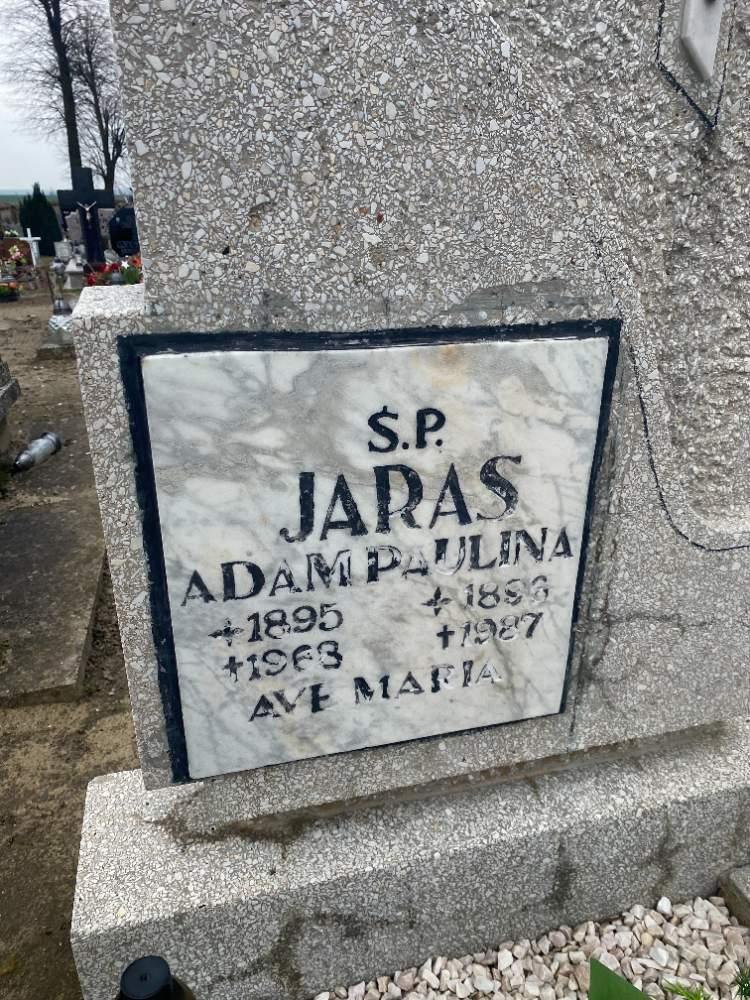 Ś.P.
JARAS
ADAM PAULINA
1895 1896
1968 1987
AVE MARIA